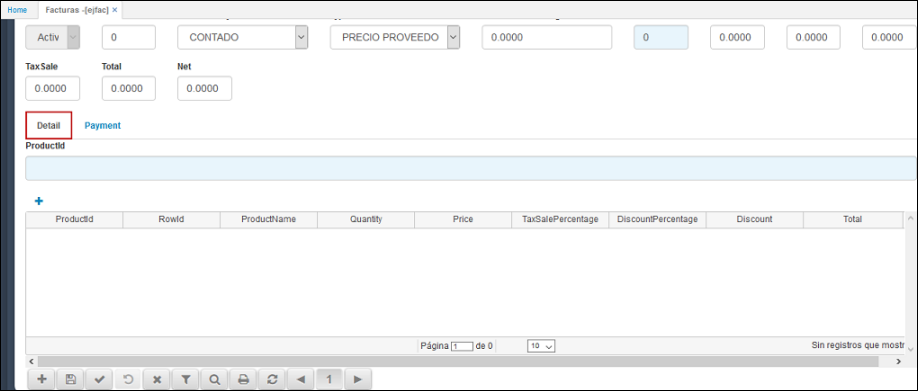 Home Facturas -[ejfac] ×
Activ 0 CONTADO PRECIO PROVEEDO 0.0000 0 0.0000 0.0000 0.0000
TaxSale Total Net
0.0000 0.0000 0.0000
Detail Payment
ProductId
ProductId RowId ProductName Quantity Price TaxSalePercentage DiscountPercentage Discount Total
Página 1 de 0 10 Sin registros que mostr
1